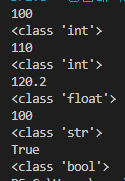 100
<class 'int'>
110
<class 'int'>
120.2
<class 'float'>
100
<class 'str'>
True
<class 'bool'>